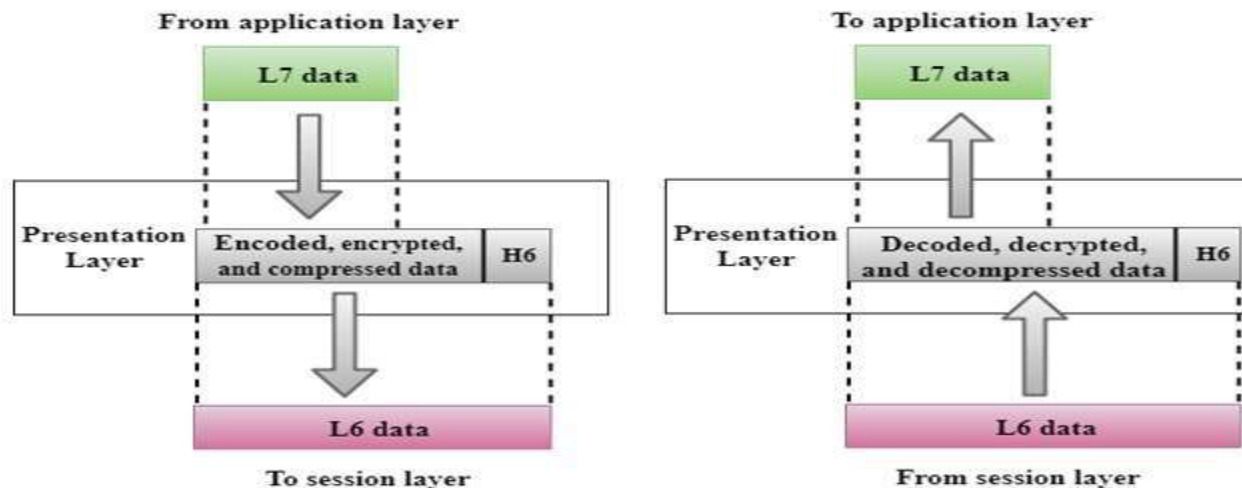 From application layer
L7 data
Presentation
Layer
Encoded, encrypted,
and compressed data
H6
L6 data
To session layer
To application layer
L7 data
Presentation
Layer
Decoded, decrypted,
and decompressed data
H6
L6 data
From session layer